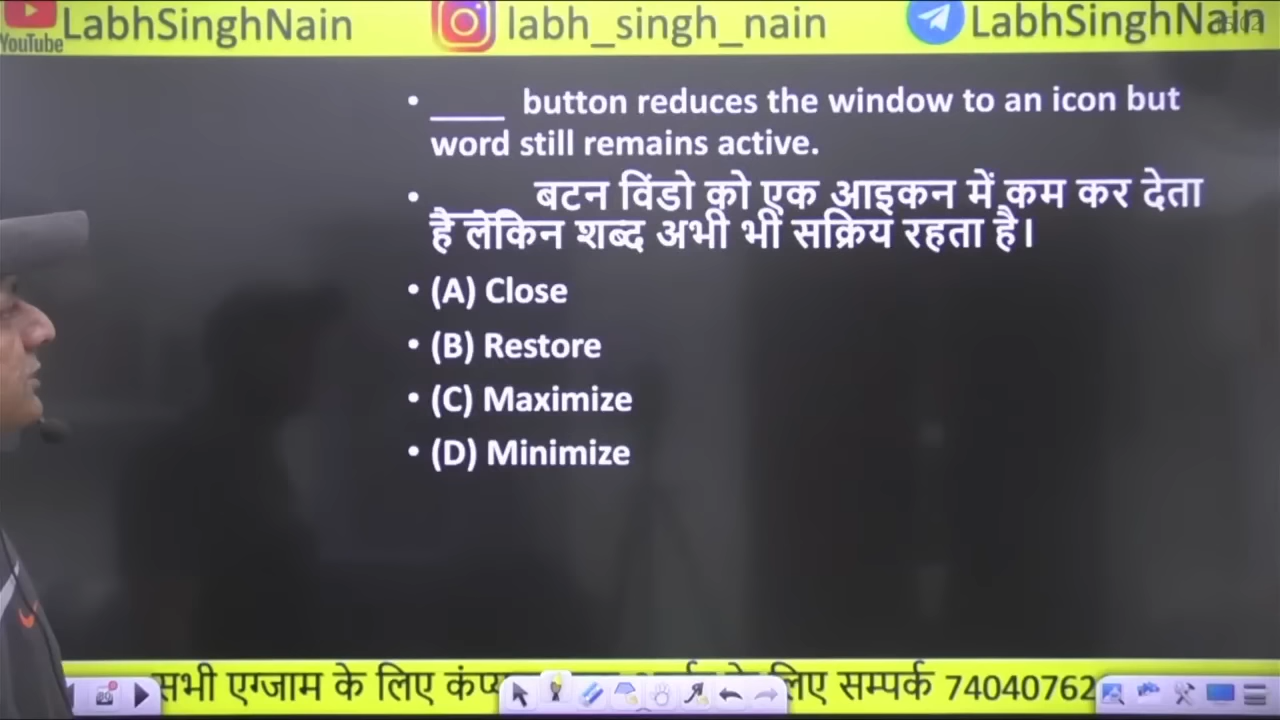 YouTube LabhSinghNain labh_singh_nain LabhSinghNain
• ____ button reduces the window to an icon but
word still remains active.
• ____ बटन विंडो को एक आइकन में कम कर देता
है लेकिन शब्द अभी भी सक्रिय रहता है।
• (A) Close
• (B) Restore
• (C) Maximize
• (D) Minimize
सभी एग्जाम के लिए लिए सम्पर्क 74040762